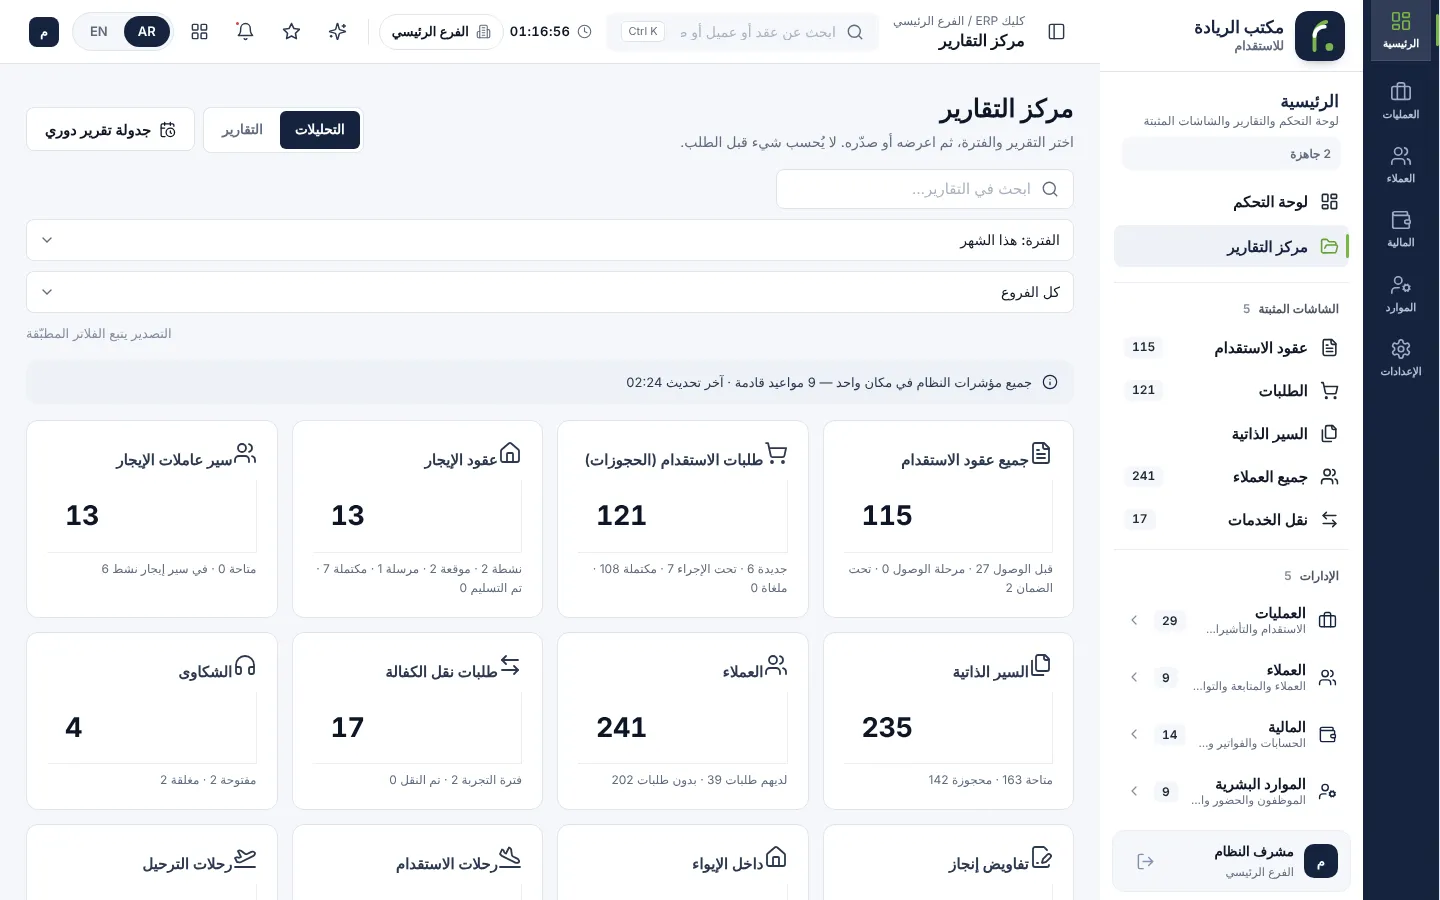 الرئيسية
العمليات
العملاء
المالية
الموارد
الإعدادات
مكتب الريادة
للاستقدام
الرئيسية
لوحة التحكم والتقارير والشاشات المثبتة
2 جاهزة
لوحة التحكم
مركز التقارير
الشاشات المثبتة 5
عقود الاستقدام 115
الطلبات 121
السير الذاتية
جميع العملاء 241
نقل الخدمات 17
الإدارات 5
العمليات 29
الاستقدام والتأشيرا...
العملاء 9
العملاء والمتابعة والتوا...
المالية 14
الحسابات والفواتير و...
الموارد البشرية 9
الموظفون والحضور وا...
م
مشرف النظام
الفرع الرئيسي
كليك ERP / الفرع الرئيسي
مركز التقارير
ابحث عن عقد أو عميل أو Ctrl K
01:16:56
الفرع الرئيسي
AR EN
م
مركز التقارير
اختر التقرير والفترة، ثم اعرضه أو صدّره. لا يُحسب شيء قبل الطلب.
التحليلات
التقارير
جدولة تقرير دوري
ابحث في التقارير...
الفترة: هذا الشهر
كل الفروع
التصدير يتبع الفلاتر المطبّقة
جميع مؤشرات النظام في مكان واحد — 9 مواعيد قادمة · آخر تحديث 02:24
جميع عقود الاستقدام
115
قبل الوصول 27 · مرحلة الوصول 0 · تحت
الضمان 2
طلبات الاستقدام (الحجوزات)
121
جديدة 6 · تحت الإجراء 7 · مكتملة 108 ·
ملغاة 0
عقود الإيجار
13
نشطة 2 · موقعة 2 · مرسلة 1 · مكتملة 7 ·
تم التسليم 0
سير عاملات الإيجار
13
متاحة 0 · في سير إيجار نشط 6
السير الذاتية
235
متاحة 163 · محجوزة 142
العملاء
241
لديهم طلبات 39 · بدون طلبات 202
طلبات نقل الكفالة
17
فترة التجربة 2 · تم النقل 0
الشكاوى
4
مفتوحة 2 · مغلقة 2
تفاويض إنجاز
داخل الإيواء
رحلات الاستقدام
رحلات الترحيل